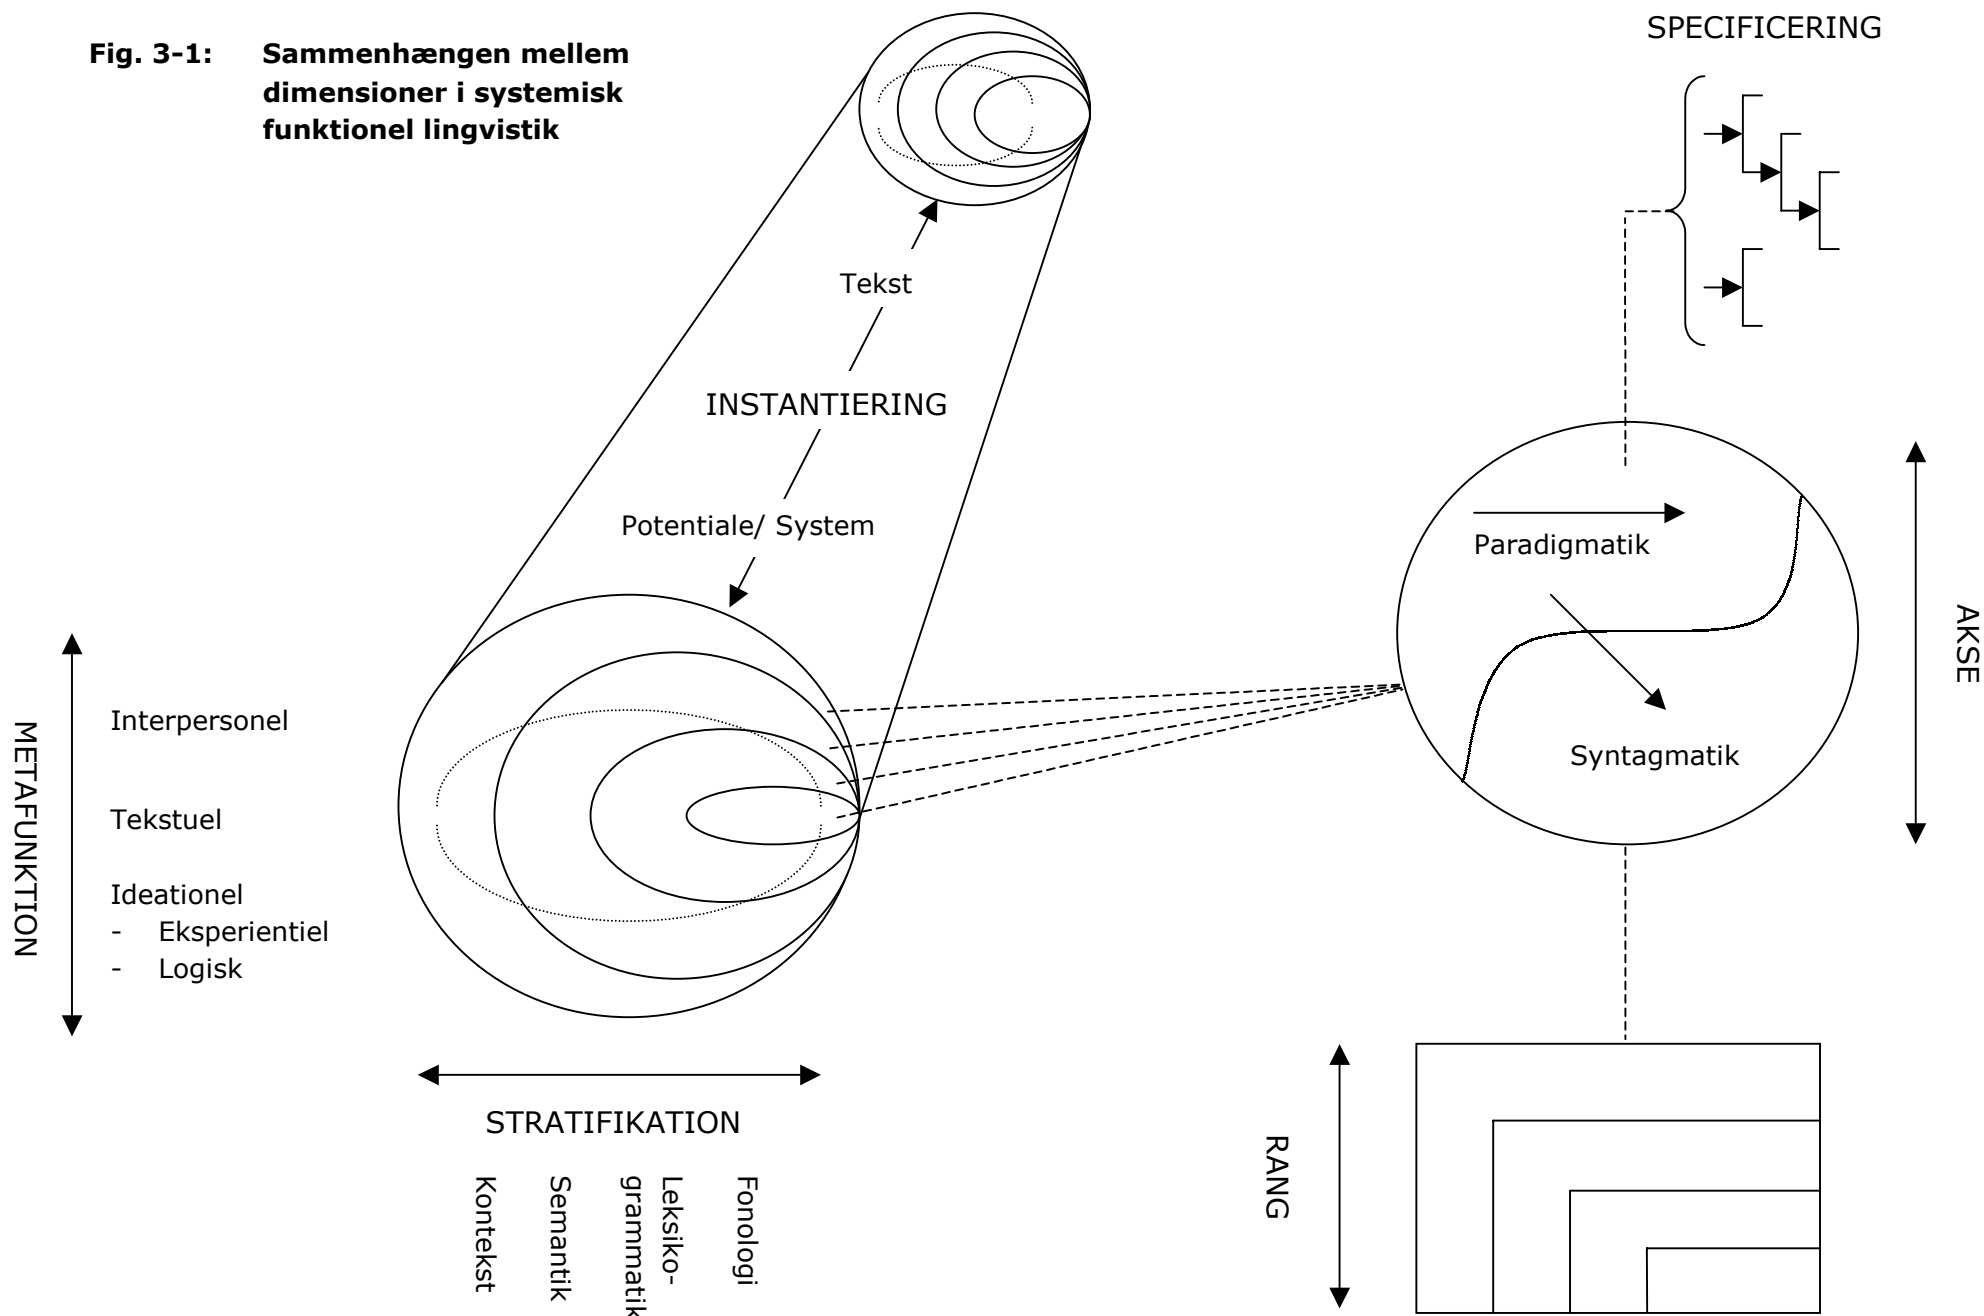 Fig. 3-1: Sammenhængen mellem
dimensioner i systemisk
funktionel lingvistik
SPECIFICERING
Tekst
INSTANTIERING
Potentiale/ System
Paradigmatik
Syntagmatik
AKSE
METAFUNKTION
Interpersonel
Tekstuel
Ideationel
- Eksperientiel
- Logisk
STRATIFIKATION
Kontekst
Semantik
Leksiko-
grammatik
Fonologi
RANG